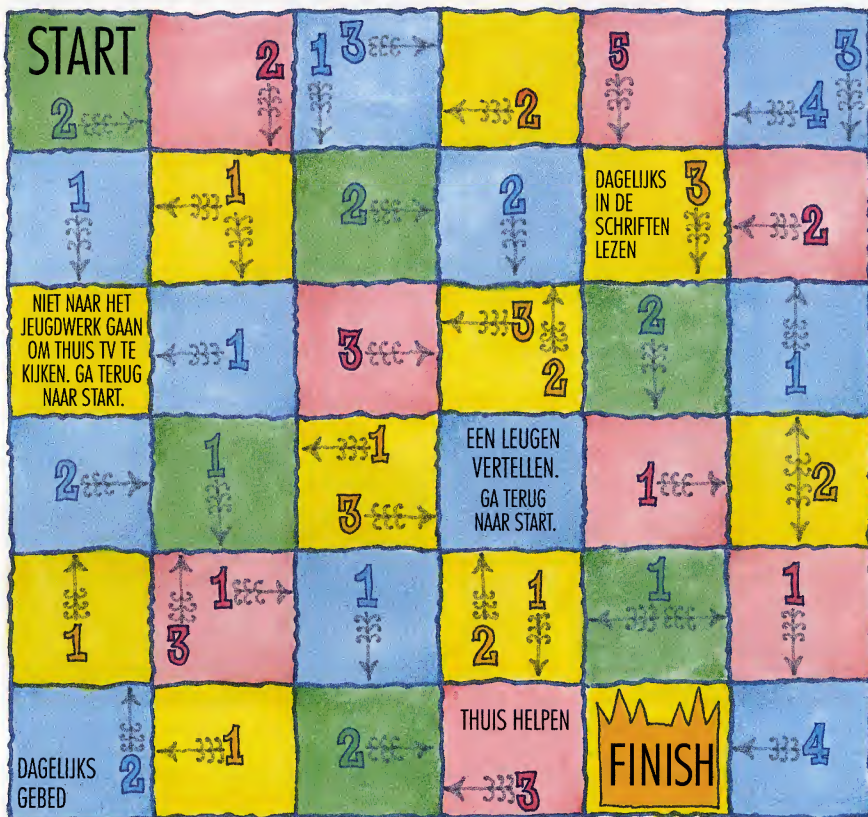 START
2
2
1 3
2
5
3
4
1
1
2
2
DAGELIJKS
IN DE
SCHRIFTEN
LEZEN
3
2
NIET NAAR HET
JEUGDWERK GAAN
OM THUIS TV TE
KIJKEN. GA TERUG
NAAR START.
1
3
3
2
2
1
2
1
1
3
EEN LEUGEN
VERTELLEN.
GA TERUG
NAAR START.
1
2
1
1
3
1
1
2
1
1
DAGELIJKS
GEBED
2
1
2
THUIS HELPEN
3
FINISH
4